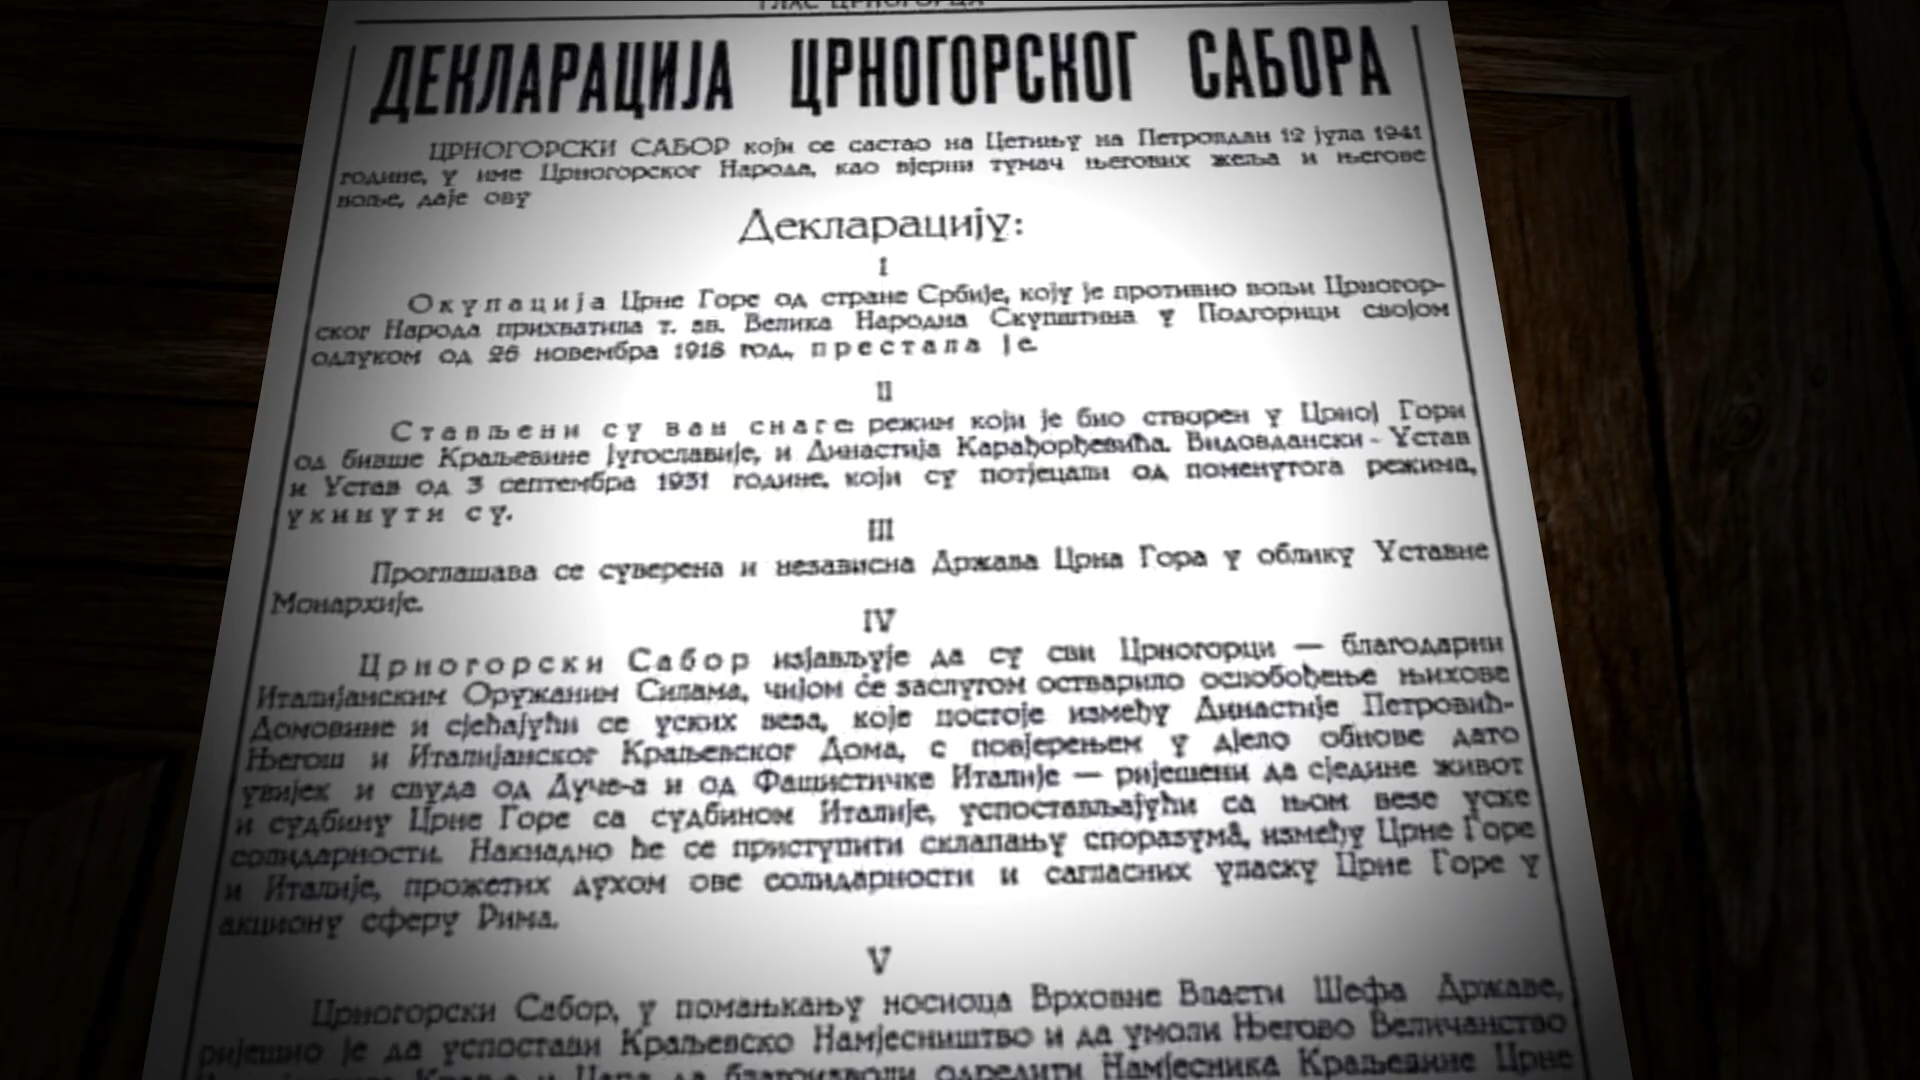 ГЛАС ЦРНОГОРЦА
ДЕКЛАРАЦИЈА ЦРНОГОРСКОГ САБОРА
ЦРНОГОРСКИ САБОР који се састао на Цетињу на Петровдан 12 јула 1941
године, у име Црногорског Народа, као вјерни тумач његових жеља и његове
воље, даје ову
Декларацију:
I
Окупација Црне Горе од стране Србије, коју је противно вољи Црногор-
ског Народа прихватила т. зв. Велика Народна Скупштина у Подгорици својом
одлуком од 26 новембра 1918 год., престала је.
II
Стављени су ван снаге режим који је био створен у Црној Гори
од бивше Краљевине Југославије, и Династија Карађорђевића. Видовдански - Устав
и Устав од 3 септембра 1931 године, који су потјецали од поменутога режима,
укинути су.
III
Проглашава се суверена и независна Држава Црна Гора у облику Уставне
Монархије.
IV
Црногорски Сабор изјављује да су сви Црногорци — благодарни
Италијанским Оружаним Силама, чијом се заслугом остварило ослобођење њихове
Домовине и сјећајући се уских веза, које постоје између Династије Петровић-
Његош и Италијанског Краљевског Дома, с повјерењем у дјело обнове дато
увијек и свуда од Дуче-а и од Фашистичке Италије — ријешени да сједине живот
и судбину Црне Горе са судбином Италије, успостављајући са њом везе уске
солидарности. Накнадно ће се приступити склапању споразума, између Црне Горе
и Италије, прожетих духом ове солидарности и сагласних уласку Црне Горе у
акциону сферу Рима.
V
Црногорски Сабор, у помањкању носиоца Врховне Власти Шефа Државе,
ријешио је да успостави Краљевско Намјесништво и да умоли Његово Величанство
Краља и Цара да благоизволи одредити Намјесника Краљевине Црне